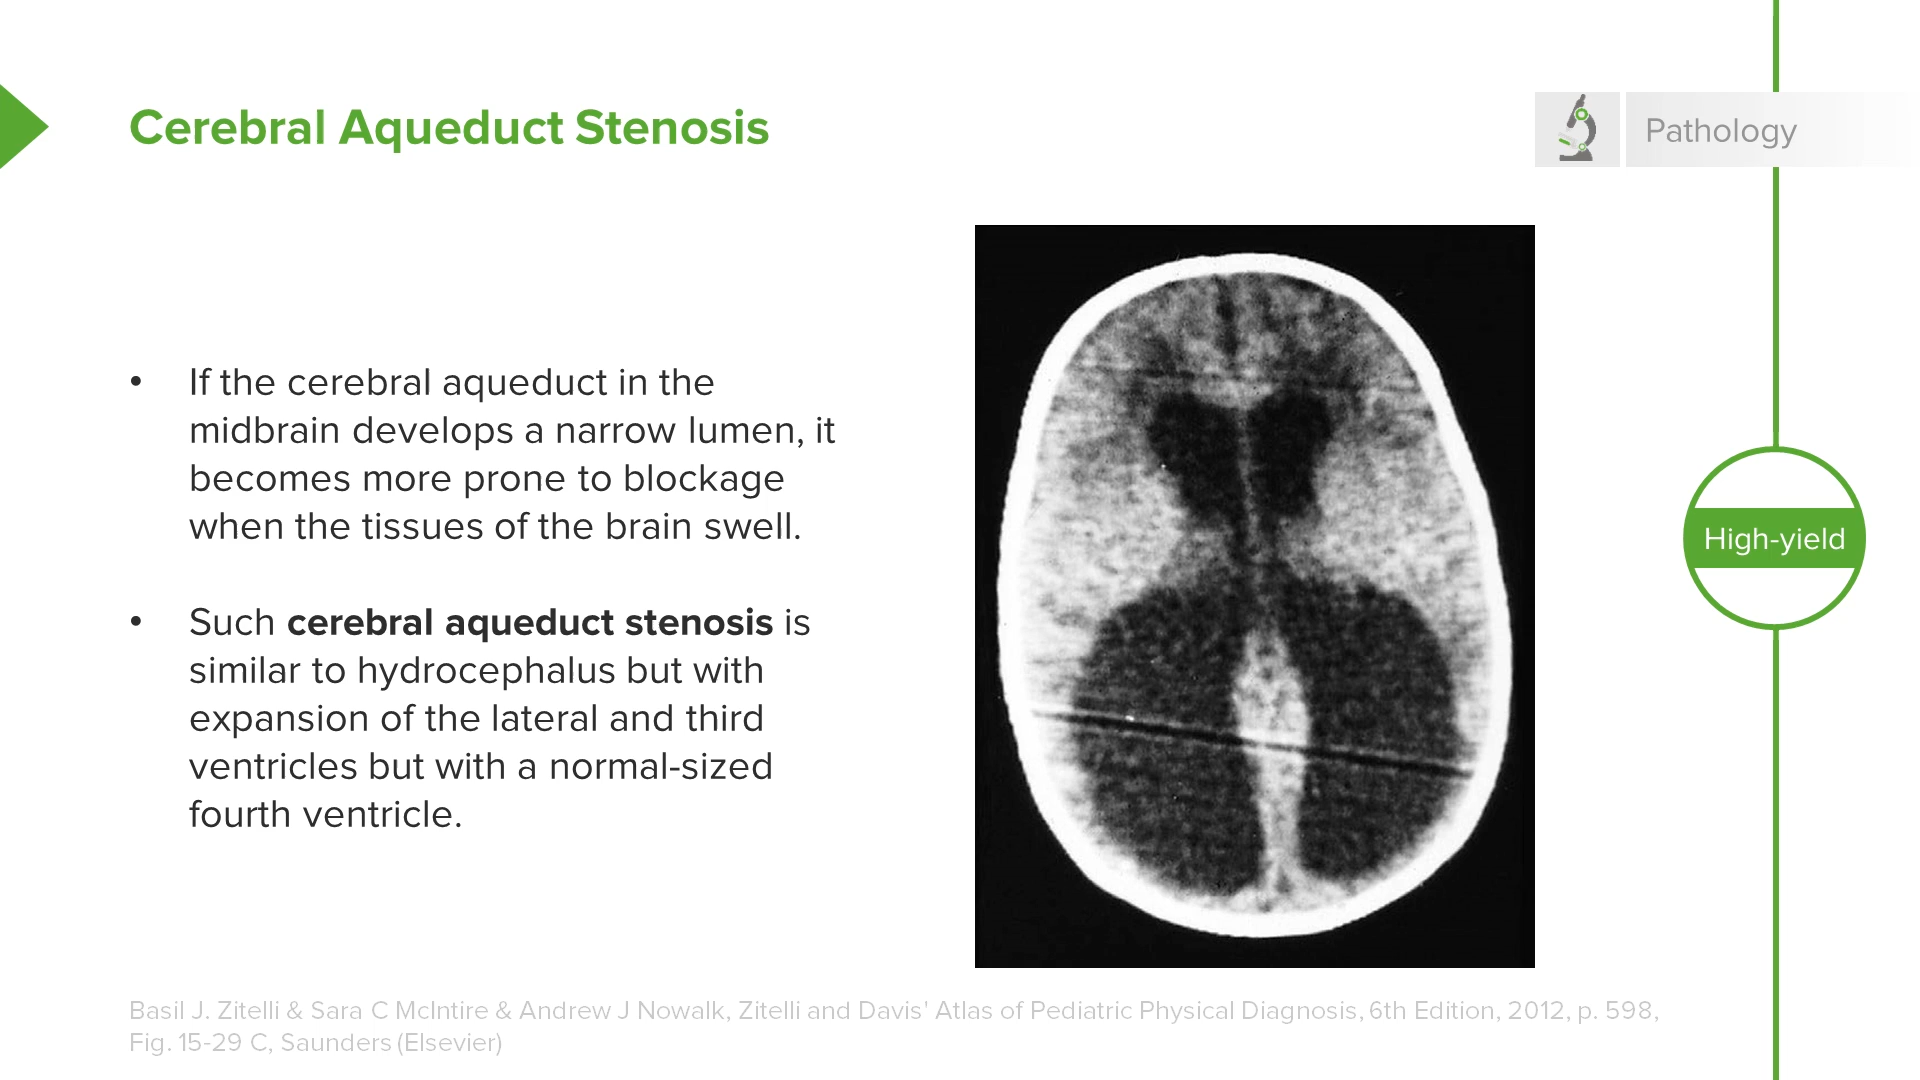 Cerebral Aqueduct Stenosis
Pathology
• If the cerebral aqueduct in the
midbrain develops a narrow lumen, it
becomes more prone to blockage
when the tissues of the brain swell.
• Such cerebral aqueduct stenosis is
similar to hydrocephalus but with
expansion of the lateral and third
ventricles but with a normal-sized
fourth ventricle.
High-yield
Basil J. Zitelli & Sara C McIntire & Andrew J Nowalk, Zitelli and Davis' Atlas of Pediatric Physical Diagnosis, 6th Edition, 2012, p. 598,
Fig. 15-29 C, Saunders (Elsevier)